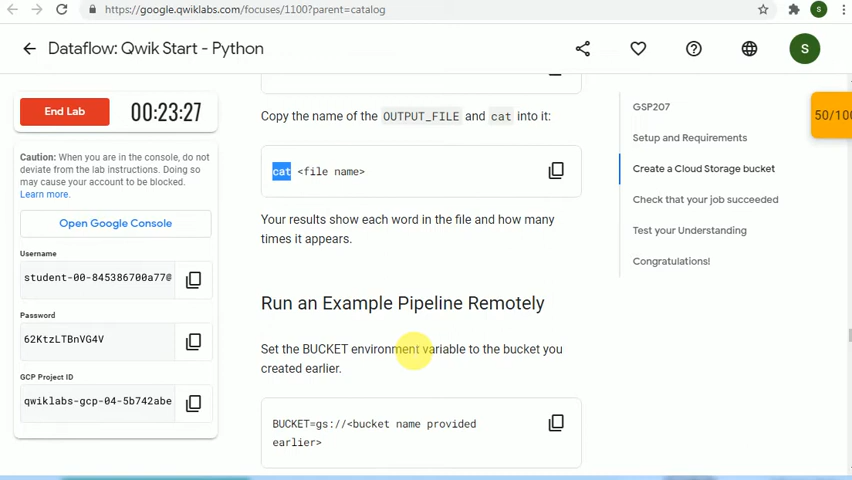 https://google.qwiklabs.com/focuses/1100?parent=catalog
S
Dataflow: Qwik Start - Python
S
End Lab
00:23:27
Caution: When you are in the console, do not
deviate from the lab instructions. Doing so
may cause your account to be blocked.
Learn more.
Open Google Console
Username
student-00-845386700a77@
Password
62KtzLTBnVG4V
GCP Project ID
qwiklabs-gcp-04-5b742abe
Copy the name of the OUTPUT_FILE and cat into it:
cat <file name>
Your results show each word in the file and how many
times it appears.
Run an Example Pipeline Remotely
Set the BUCKET environment variable to the bucket you
created earlier.
BUCKET=gs://<bucket name provided
earlier>
GSP207
Setup and Requirements
Create a Cloud Storage bucket
Check that your job succeeded
Test your Understanding
Congratulations!
50/100